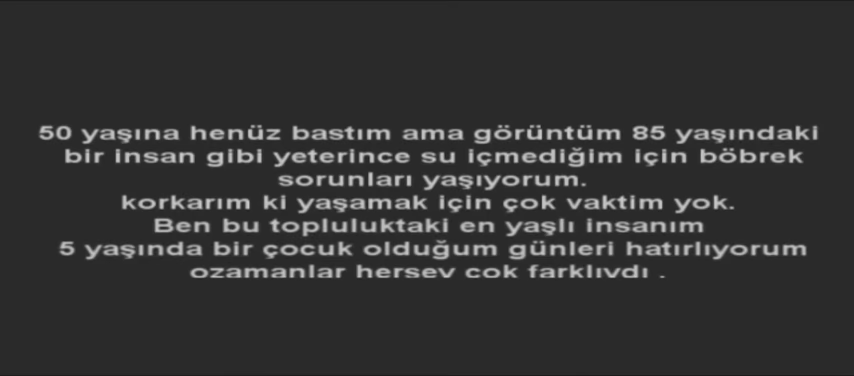 50 yaşına henüz bastım ama görüntüm 85 yaşındaki
bir insan gibi yeterince su içmediğim için böbrek
sorunları yaşıyorum.
korkarım ki yaşamak için çok vaktim yok.
Ben bu topluluktaki en yaşlı insanım
5 yaşında bir çocuk olduğum günleri hatırlıyorum
ozamanlar herşey çok farklıydı .